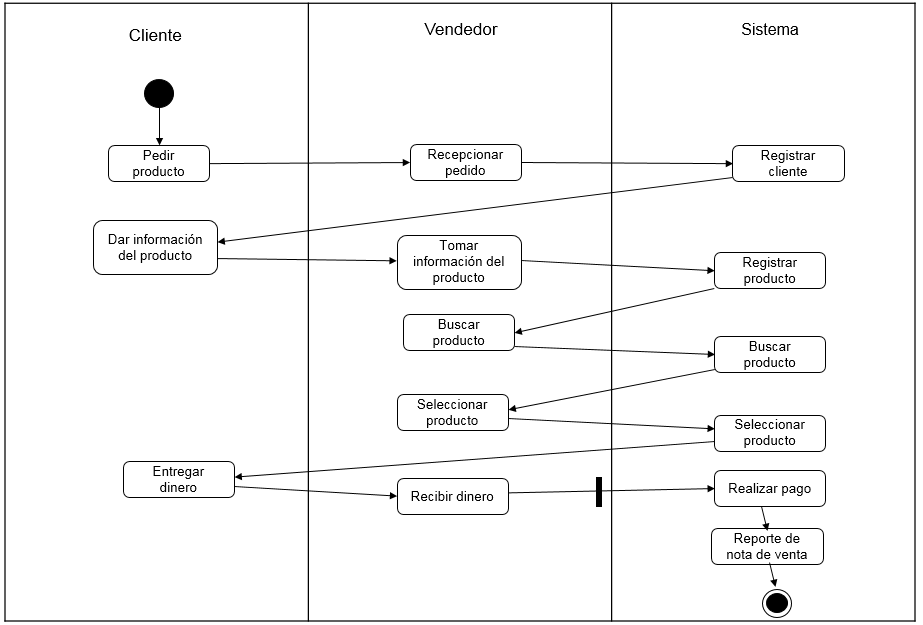 Cliente
Vendedor
Sistema
Pedir
producto
Recepcionar
pedido
Registrar
cliente
Dar información
del producto
Tomar
información del
producto
Registrar
producto
Buscar
producto
Buscar
producto
Seleccionar
producto
Seleccionar
producto
Entregar
dinero
Recibir dinero
Realizar pago
Reporte de
nota de venta